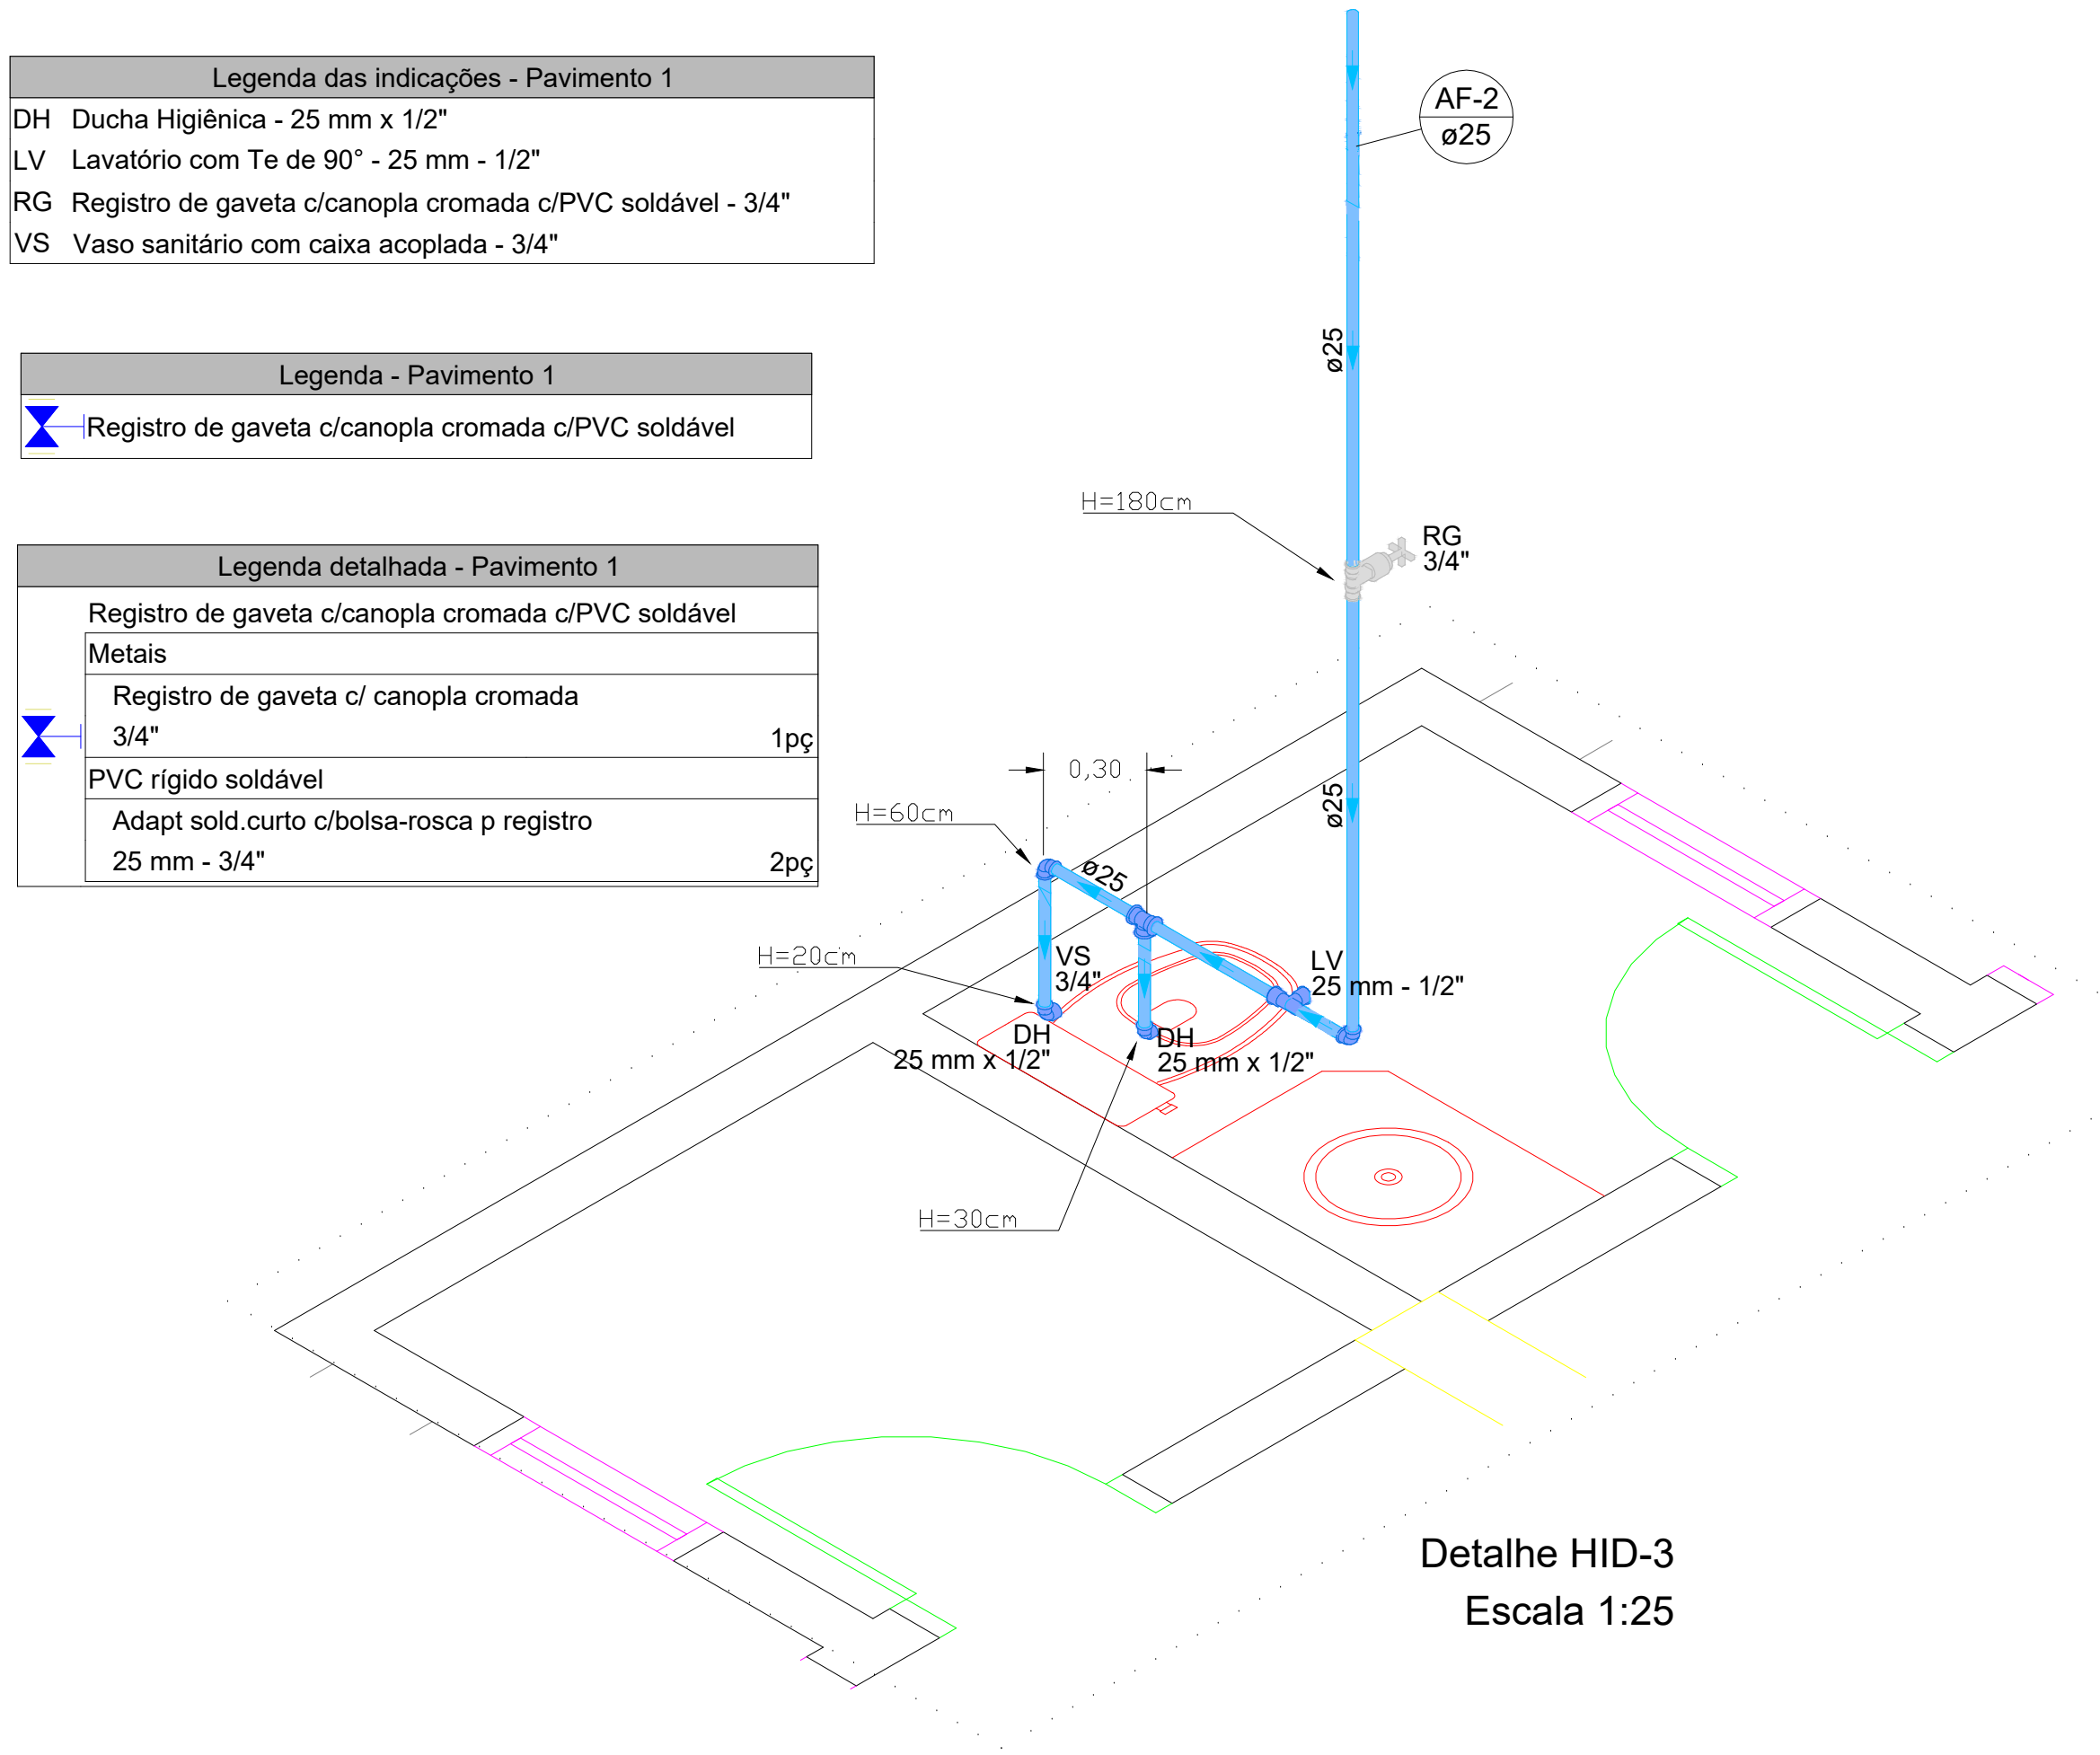 Legenda das indicações - Pavimento 1
DH Ducha Higiênica - 25 mm x 1/2"
LV Lavatório com Te de 90° - 25 mm - 1/2"
RG Registro de gaveta c/canopla cromada c/PVC soldável - 3/4"
VS Vaso sanitário com caixa acoplada - 3/4"
Legenda - Pavimento 1
Registro de gaveta c/canopla cromada c/PVC soldável
Legenda detalhada - Pavimento 1
Registro de gaveta c/canopla cromada c/PVC soldável
Metais
Registro de gaveta c/ canopla cromada
3/4" 1pç
PVC rígido soldável
Adapt sold.curto c/bolsa-rosca p registro
25 mm - 3/4" 2pç
AF-2
ø25
ø25
H=180cm
RG
3/4"
0,30
ø25
H=60cm
ø25
H=20cm
VS
3/4"
LV
25 mm - 1/2"
DH
25 mm x 1/2"
DH
25 mm x 1/2"
H=30cm
Detalhe HID-3
Escala 1:25